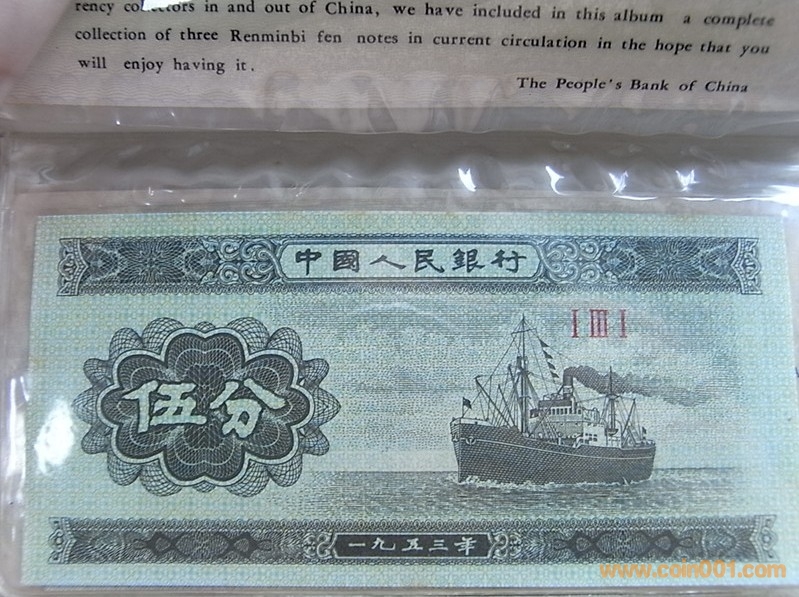 rency collectors in and out of China, we have included in this album a complete
collection of three Renminbi fen notes in current circulation in the hope that you
will enjoy having it.
The People's Bank of China
中國人民銀行
I III I
伍分
一九五三年
www.coin001.com